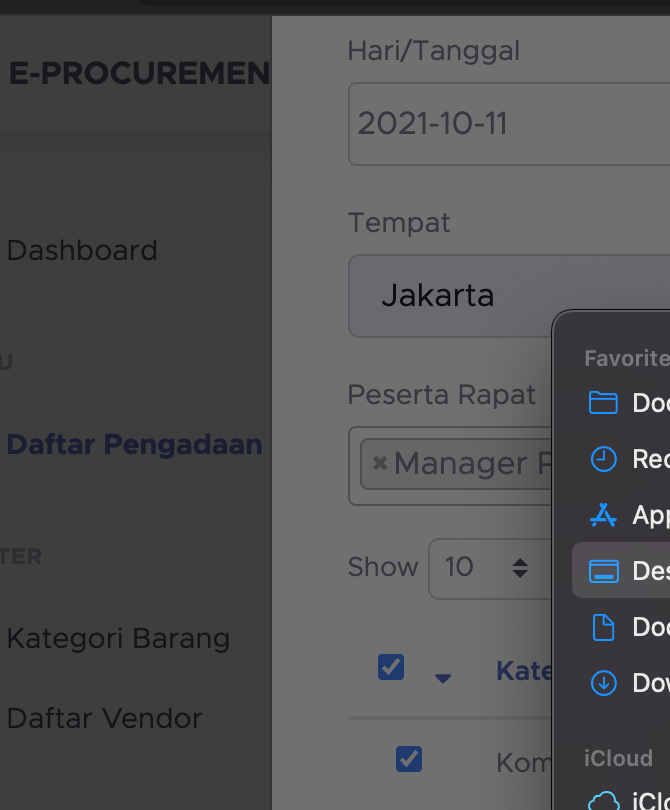 E-PROCUREMEN
Dashboard
U
Daftar Pengadaan
TER
Kategori Barang
Daftar Vendor
Hari/Tanggal
2021-10-11
Tempat
Jakarta
Peserta Rapat
× Manager P
Show 10
Kate
Kom
Favorite
Doc
Rec
App
Des
Doc
Dow
iCloud
iClo